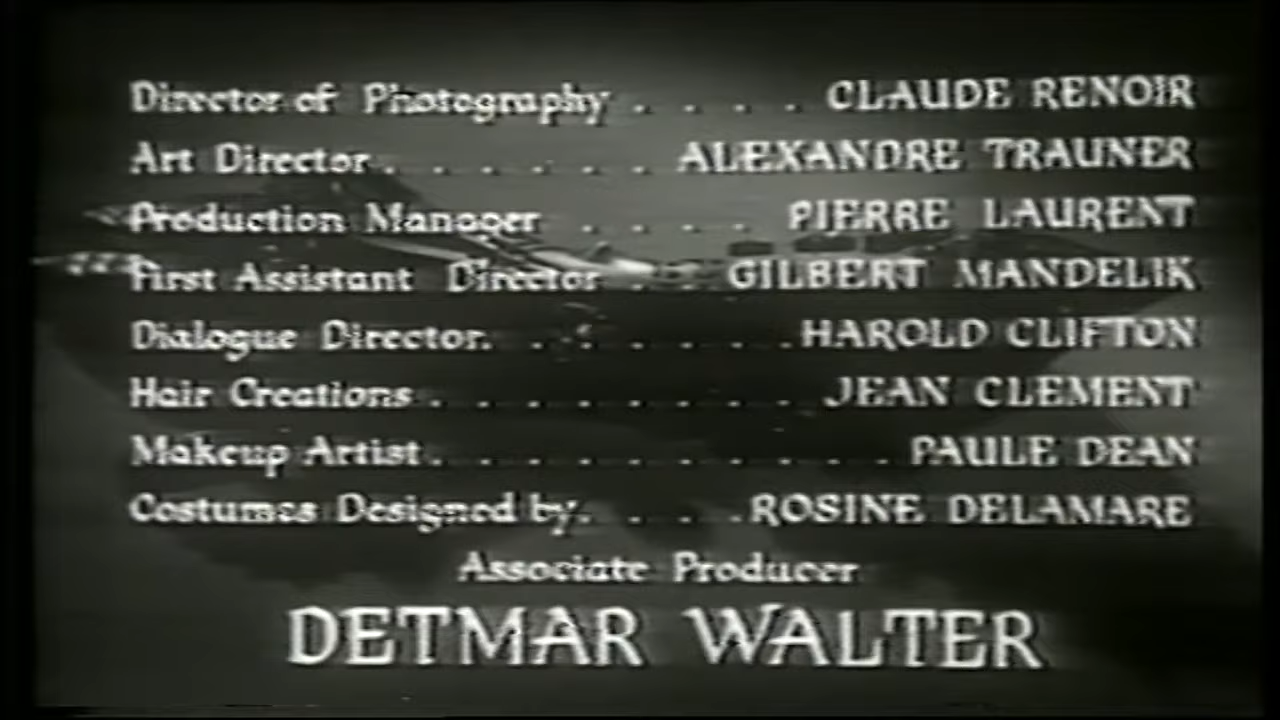 Director of Photography . . . . CLAUDE RENOIR
Art Director . . . . . . ALEXANDRE TRAUNER
Production Manager . . . . PIERRE LAURENT
First Assistant Director . . GILBERT MANDELIK
Dialogue Director . . . . . . . HAROLD CLIFTON
Hair Creations . . . . . . . . JEAN CLEMENT
Makeup Artist . . . . . . . . . . PAULE DEAN
Costumes Designed by . . . . ROSINE DELAMARE
Associate Producer
DETMAR WALTER